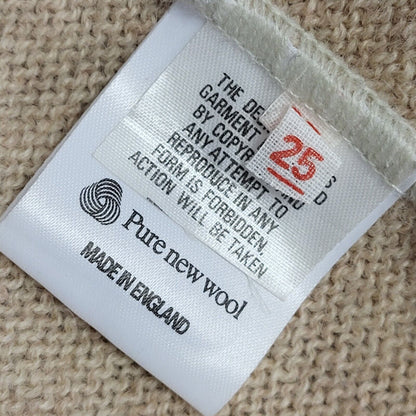 THE DE
GARMENT S
BY COPYR D
ANY ATTEMPT TO
REPRODUCE IN ANY
FORM IS FORBIDDEN.
ACTION WILL BE TAKEN
25
Pure new wool
MADE IN ENGLAND